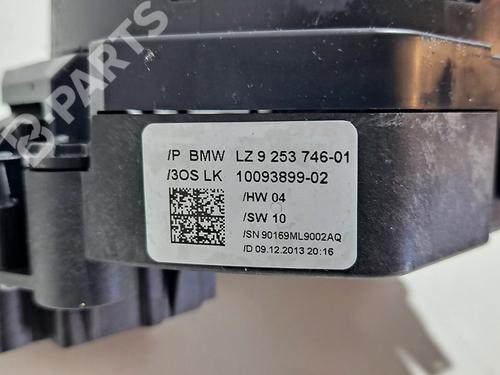 B-PARTS
/P BMW LZ 9 253 746-01
/3OS LK 10093899-02
/HW 04
/SW 10
/SN 90169ML9002AQ
/D 09.12.2013 20:16